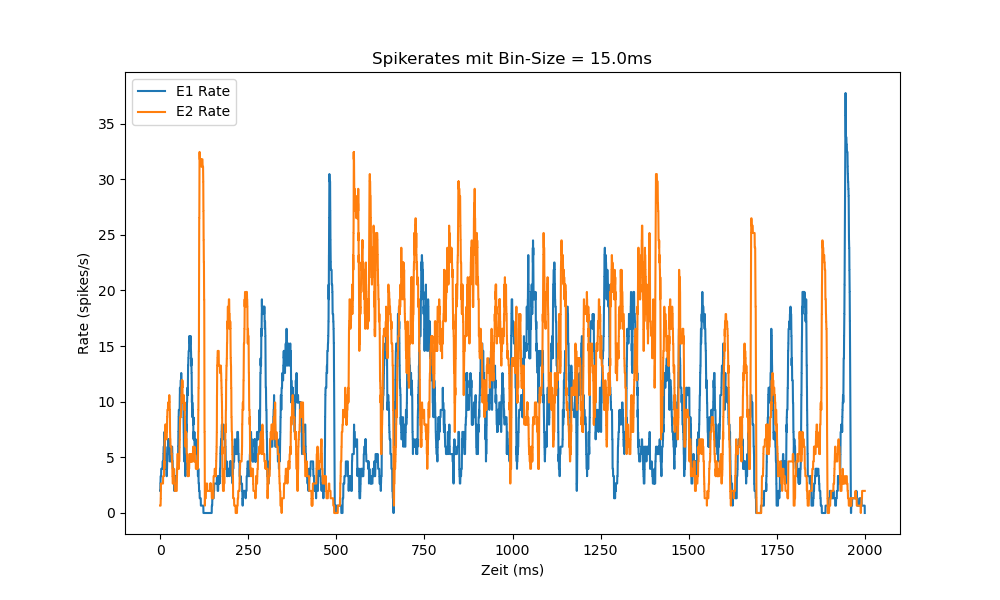 Spikerates mit Bin-Size = 15.0ms
E1 Rate
E2 Rate
Rate (spikes/s)
35
30
25
20
15
10
5
0
0 250 500 750 1000 1250 1500 1750 2000
Zeit (ms)